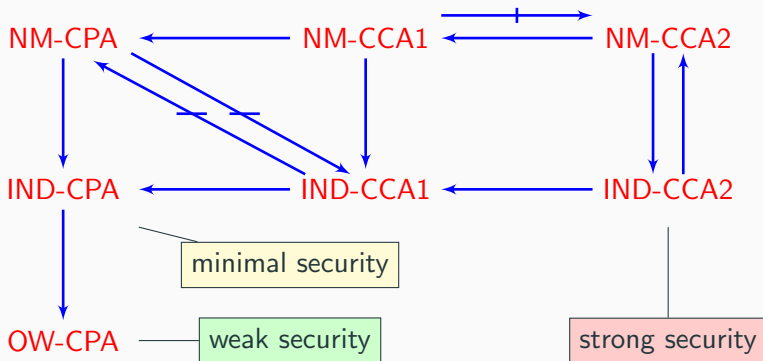 NM-CPA NM-CCA1 NM-CCA2
IND-CPA IND-CCA1 IND-CCA2
minimal security
OW-CPA weak security strong security